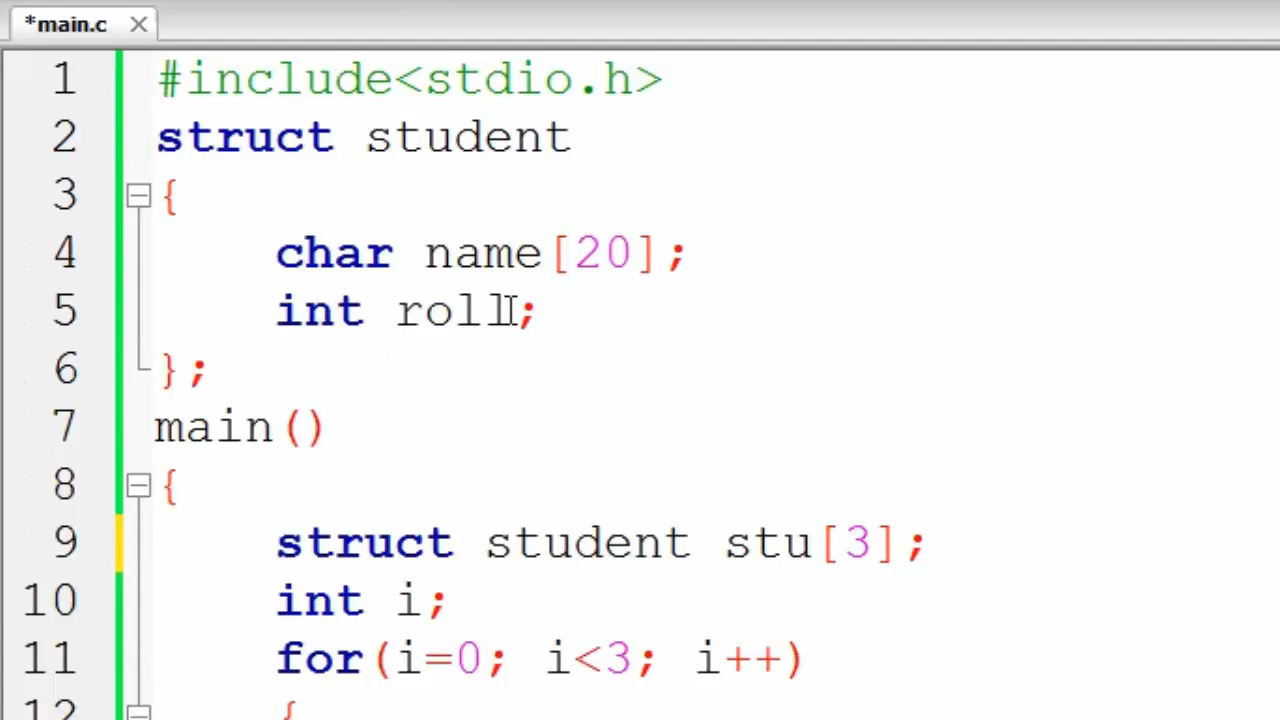 *main.c
1 #include<stdio.h>
2 struct student
3 {
4 char name[20];
5 int roll;
6 };
7 main()
8 {
9 struct student stu[3];
10 int i;
11 for(i=0; i<3; i++)
12 {